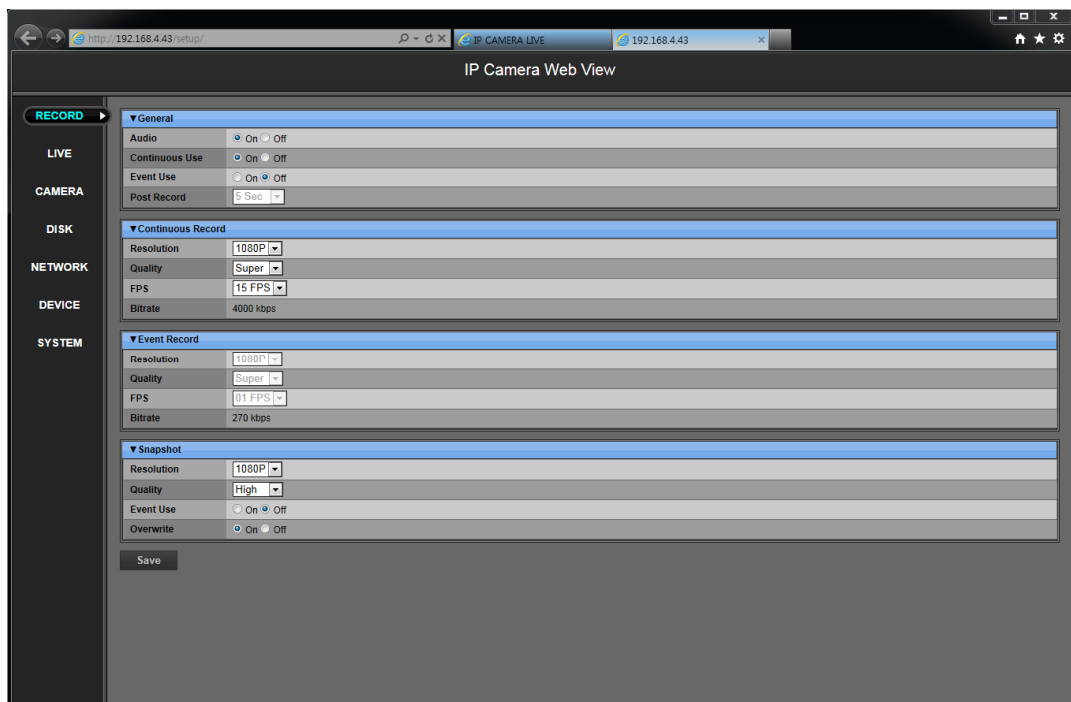 http://192.168.4.43/setup/
IP CAMERA LIVE
192.168.4.43
IP Camera Web View
RECORD
LIVE
CAMERA
DISK
NETWORK
DEVICE
SYSTEM
▼General
Audio On Off
Continuous Use On Off
Event Use On Off
Post Record 5 Sec
▼Continuous Record
Resolution 1080P
Quality Super
FPS 15 FPS
Bitrate 4000 kbps
▼Event Record
Resolution 1080P
Quality Super
FPS 01 FPS
Bitrate 270 kbps
▼Snapshot
Resolution 1080P
Quality High
Event Use On Off
Overwrite On Off
Save